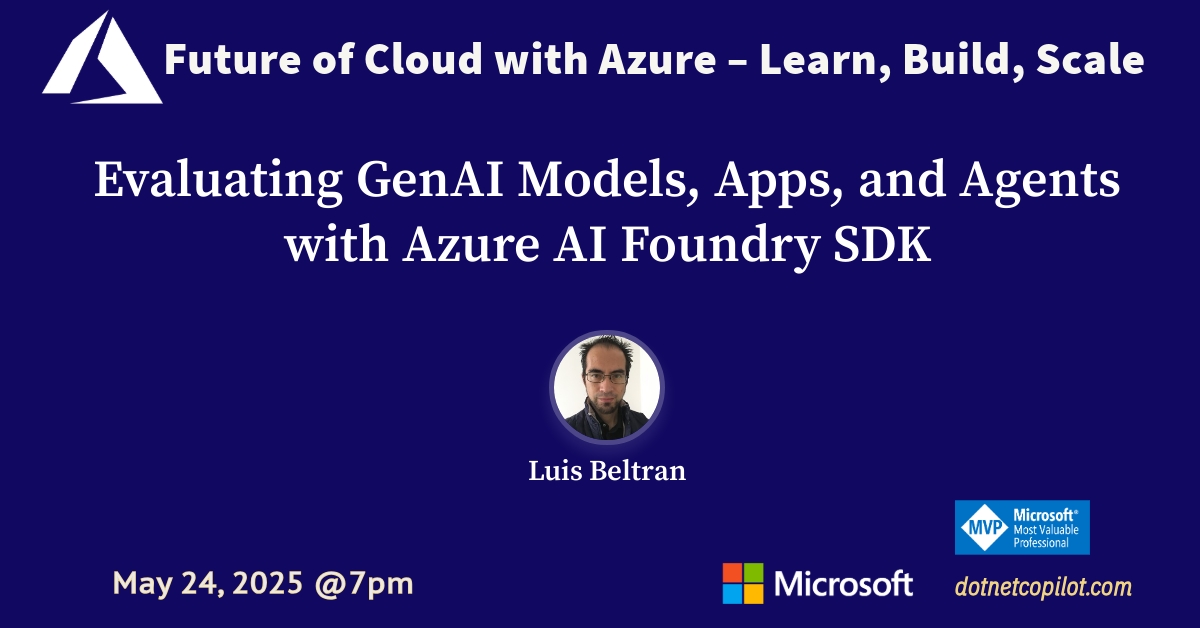 Future of Cloud with Azure – Learn, Build, Scale
Evaluating GenAI Models, Apps, and Agents
with Azure AI Foundry SDK
Luis Beltran
MVP
Microsoft®
Most Valuable
Professional
May 24, 2025 @7pm
Microsoft
dotnetcopilot.com